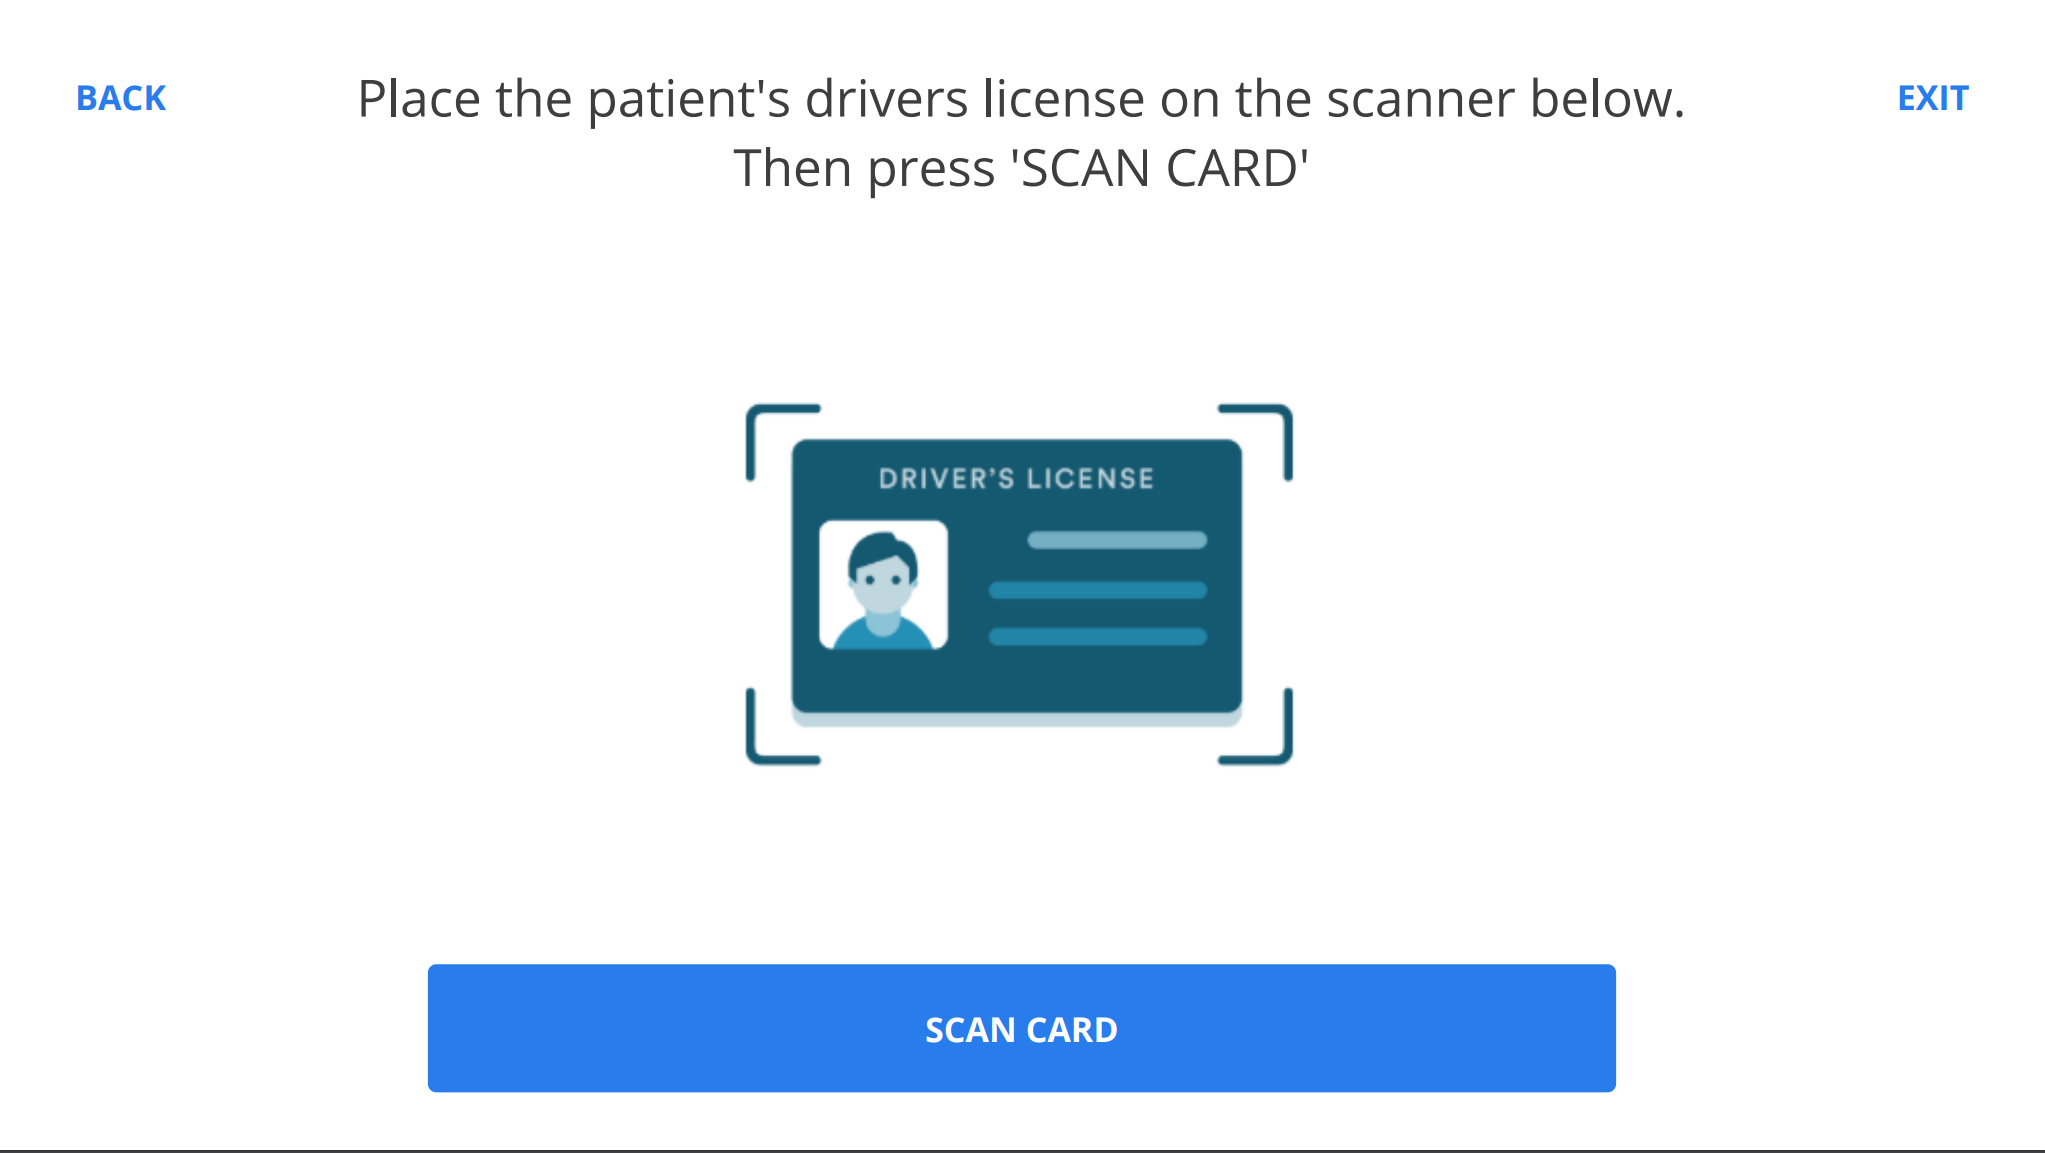 BACK
Place the patient's drivers license on the scanner below.
Then press 'SCAN CARD'
EXIT
DRIVER’S LICENSE
SCAN CARD